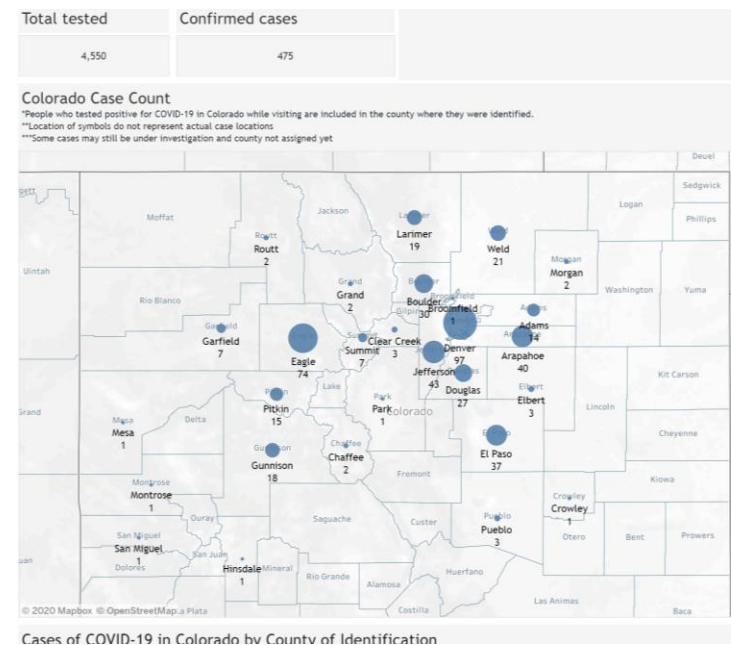 Total tested
Confirmed cases
4,550
475
Colorado Case Count
*People who tested positive for COVID-19 in Colorado while visiting are included in the county where they were identified.
**Location of symbols do not represent actual case locations
***Some cases may still be under investigation and county not assigned yet
Deuel
Sedgwick
Logan
Phillips
Moffat
Jackson
Larimer
19
Weld
21
Routt
Routt
2
Morgan
Morgan
2
Uintah
Washington
Yuma
Rio Blanco
Grand
Grand
2
Boulder
30
Broomfield
Broomfield
1
Gilpin
Adams
14
Garfield
Garfield
7
Eagle
74
Summit
Summit
7
Clear Creek
3
Denver
97
Arapahoe
40
Jefferson
43
Douglas
27
Elbert
Elbert
3
Kit Carson
Lake
Park
Park
1
Colorado
Lincoln
Pitkin
Pitkin
15
Grand
Delta
Mesa
Mesa
1
Cheyenne
El Paso
37
Gunnison
Gunnison
18
Chaffee
Chaffee
2
Fremont
Kiowa
Montrose
Montrose
1
Crowley
Crowley
1
Ouray
Saguache
Custer
Pueblo
Pueblo
3
Otero
Bent
Prowers
San Miguel
San Miguel
1
Dolores
San Juan
Hinsdale
1
Mineral
Rio Grande
Alamosa
Huerfano
Las Animas
Costilla
Baca
© 2020 Mapbox © OpenStreetMap
a Plata
Cases of COVID-19 in Colorado by County of Identification